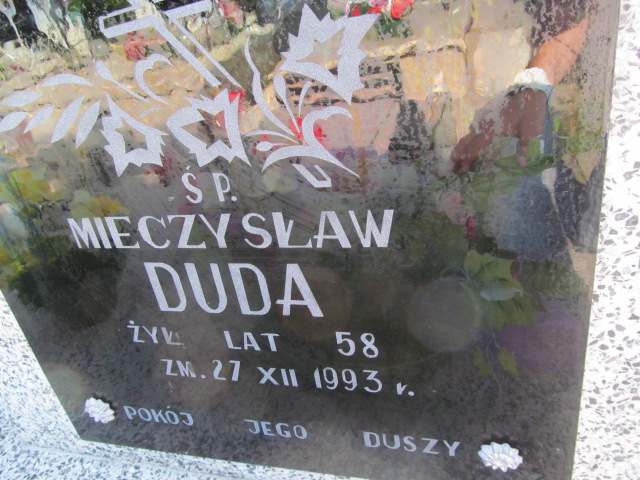 Ś P.
MIECZYSŁAW
DUDA
ŻYŁ LAT 58
ZM. 27 XII 1993 r.
POKÓJ JEGO DUSZY